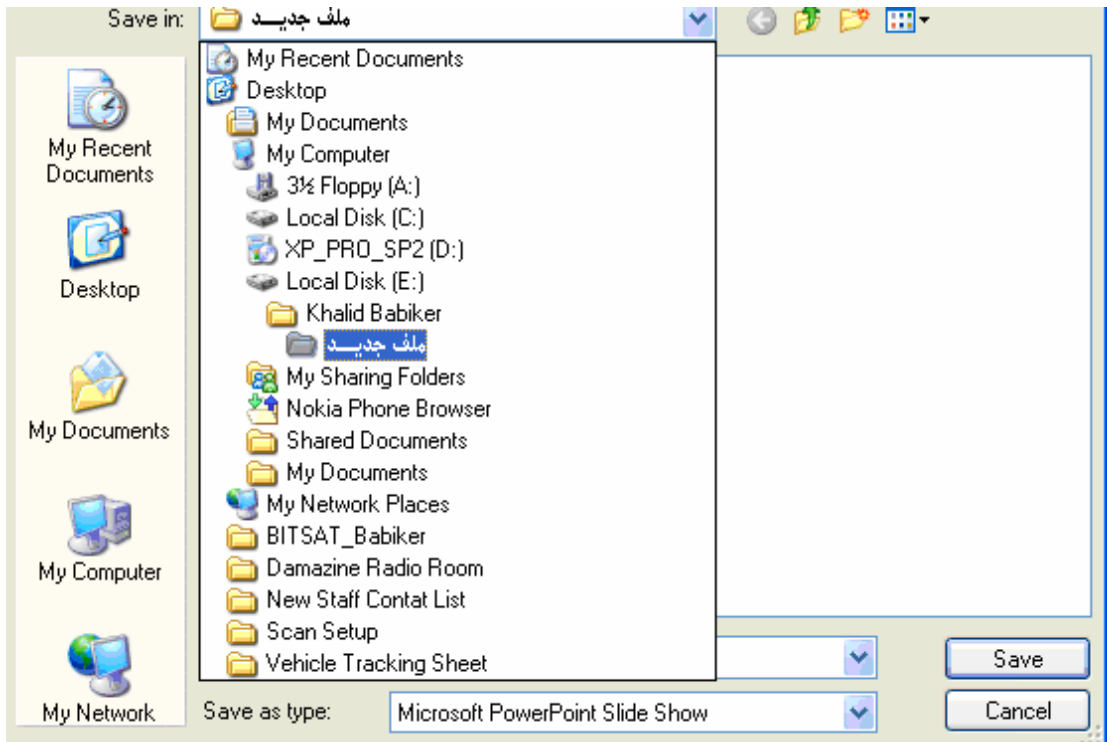 Save in:
ملف جديـــد
My Recent Documents
Desktop
My Documents
My Computer
3½ Floppy (A:)
Local Disk (C:)
XP_PRO_SP2 (D:)
Local Disk (E:)
Khalid Babiker
ملف جديـــد
My Sharing Folders
Nokia Phone Browser
Shared Documents
My Documents
My Network Places
BITSAT_Babiker
Damazine Radio Room
New Staff Contat List
Scan Setup
Vehicle Tracking Sheet
My Recent
Documents
Desktop
My Documents
My Computer
My Network
Save
Save as type:
Microsoft PowerPoint Slide Show
Cancel